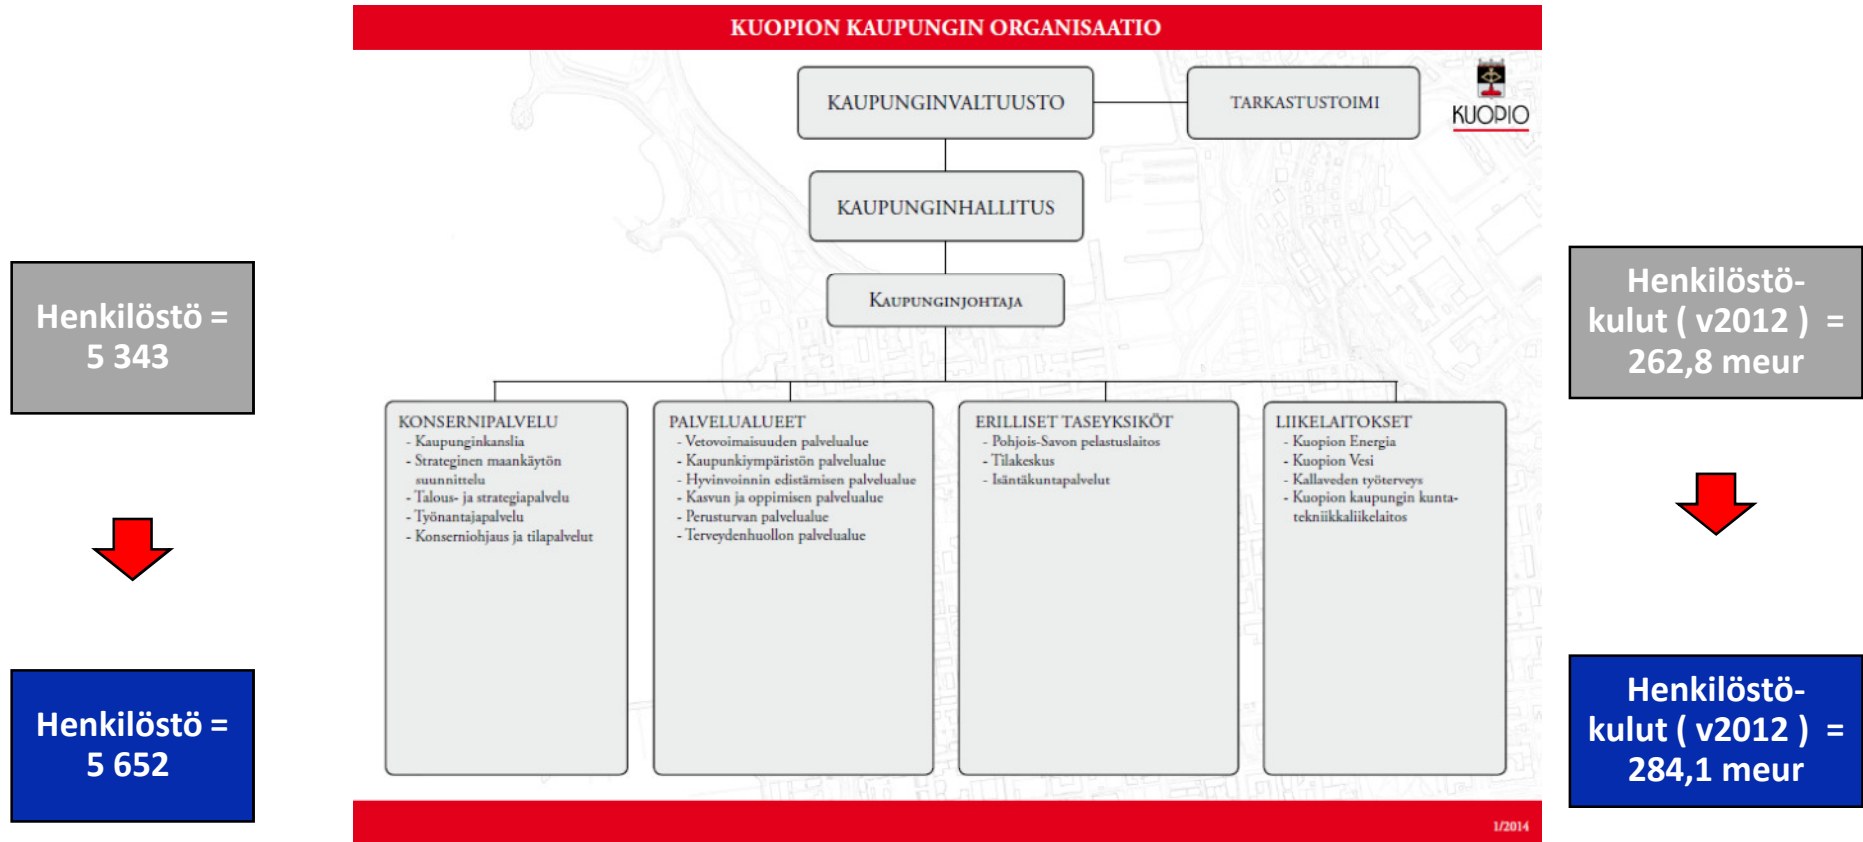 KUOPION KAUPUNGIN ORGANISAATIO
KAUPUNGINVALTUUSTO
TARKASTUSTOIMI
KUOPIO
KAUPUNGINHALLITUS
KAUPUNGINJOHTAJA
Henkilöstö =
5 343
Henkilöstö =
5 652
KONSERNIPALVELU
- Kaupunginkanslia
- Strateginen maankäytön
suunnittelu
- Talous- ja strategiapalvelu
- Työnantajapalvelu
- Konserniohjaus ja tilapalvelut
PALVELUALUEET
- Vetovoimaisuuden palvelualue
- Kaupunkiympäristön palvelualue
- Hyvinvoinnin edistämisen palvelualue
- Kasvun ja oppimisen palvelualue
- Perusturvan palvelualue
- Terveydenhuollon palvelualue
ERILLISET TASEYKSIKÖT
- Pohjois-Savon pelastuslaitos
- Tilakeskus
- Isäntäkuntapalvelut
LIIKELAITOKSET
- Kuopion Energia
- Kuopion Vesi
- Kallaveden työterveys
- Kuopion kaupungin kunta-
tekniikkaliikelaitos
Henkilöstö-
kulut ( v2012 ) =
262,8 meur
Henkilöstö-
kulut ( v2012 ) =
284,1 meur
1/2014